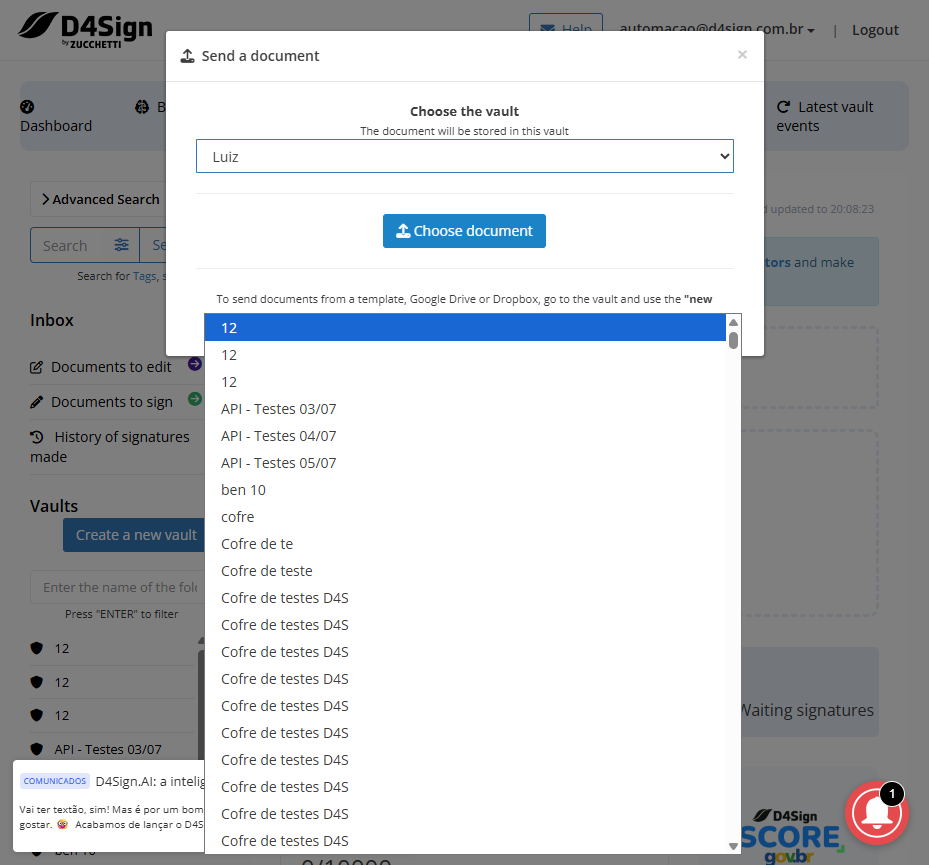 D4Sign
by ZUCCHETTI
Help
automacao@d4sign.com.br
|
Logout
Send a document
×
Dashboard
B
Latest vault
events
Choose the vault
The document will be stored in this vault
Luiz
Advanced Search
updated to 20:08:23
Choose document
Search
Se
tors and make
Search for Tags, s
To send documents from a template, Google Drive or Dropbox, go to the vault and use the "new
Inbox
Documents to edit
Documents to sign
History of signatures
made
Vaults
Create a new vault
Enter the name of the fol
Press "ENTER" to filter
12
12
12
API - Testes 03/07
12
12
12
API - Testes 03/07
API - Testes 04/07
API - Testes 05/07
ben 10
cofre
Cofre de te
Cofre de teste
Cofre de testes D4S
Cofre de testes D4S
Cofre de testes D4S
Cofre de testes D4S
Cofre de testes D4S
Cofre de testes D4S
Cofre de testes D4S
Cofre de testes D4S
Cofre de testes D4S
Cofre de testes D4S
Waiting signatures
COMUNICADOS
D4Sign.AI: a intelig
Vai ter textão, sim! Mas é por um bom
gostar. 🤪 Acabamos de lançar o D4S
ben 10
1
D4Sign
SCORE
gov.br